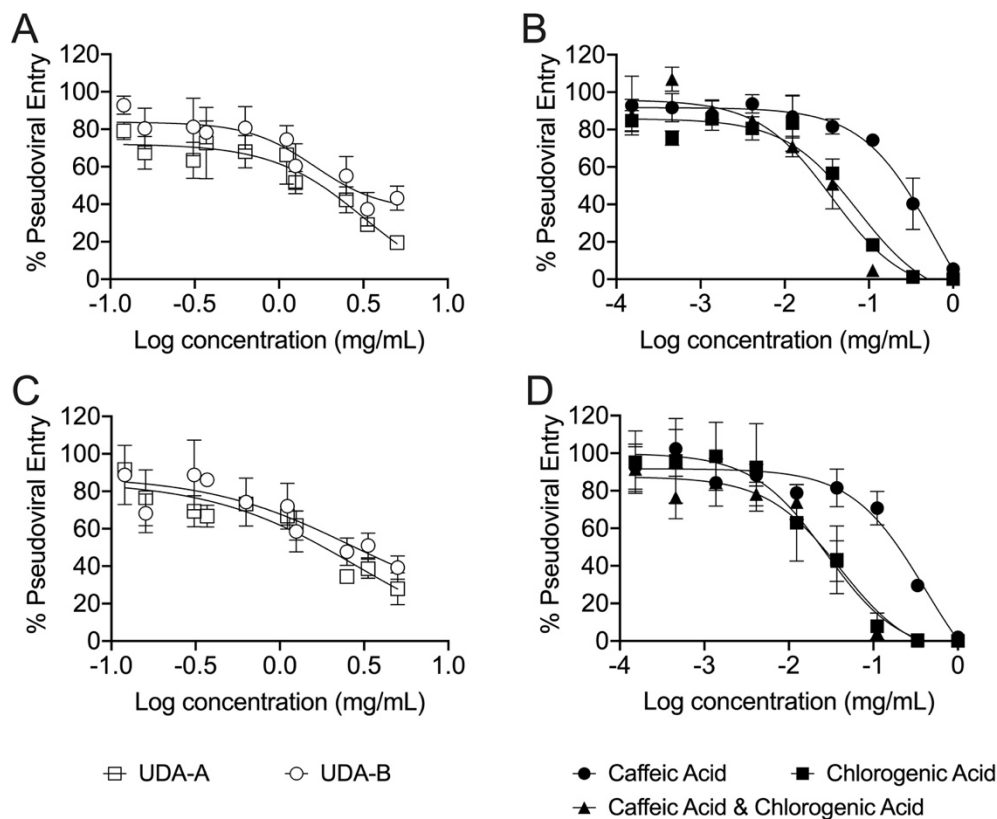 A
B
% Pseudoviral Entry
120
100
80
60
40
20
0
-1.0 -0.5 0.0 0.5 1.0
Log concentration (mg/mL)
% Pseudoviral Entry
120
100
80
60
40
20
0
-4 -3 -2 -1 0
Log concentration (mg/mL)
C
D
% Pseudoviral Entry
120
100
80
60
40
20
0
-1.0 -0.5 0.0 0.5 1.0
Log concentration (mg/mL)
% Pseudoviral Entry
120
100
80
60
40
20
0
-4 -3 -2 -1 0
Log concentration (mg/mL)
UDA-A UDA-B
Caffeic Acid Chlorogenic Acid
Caffeic Acid & Chlorogenic Acid